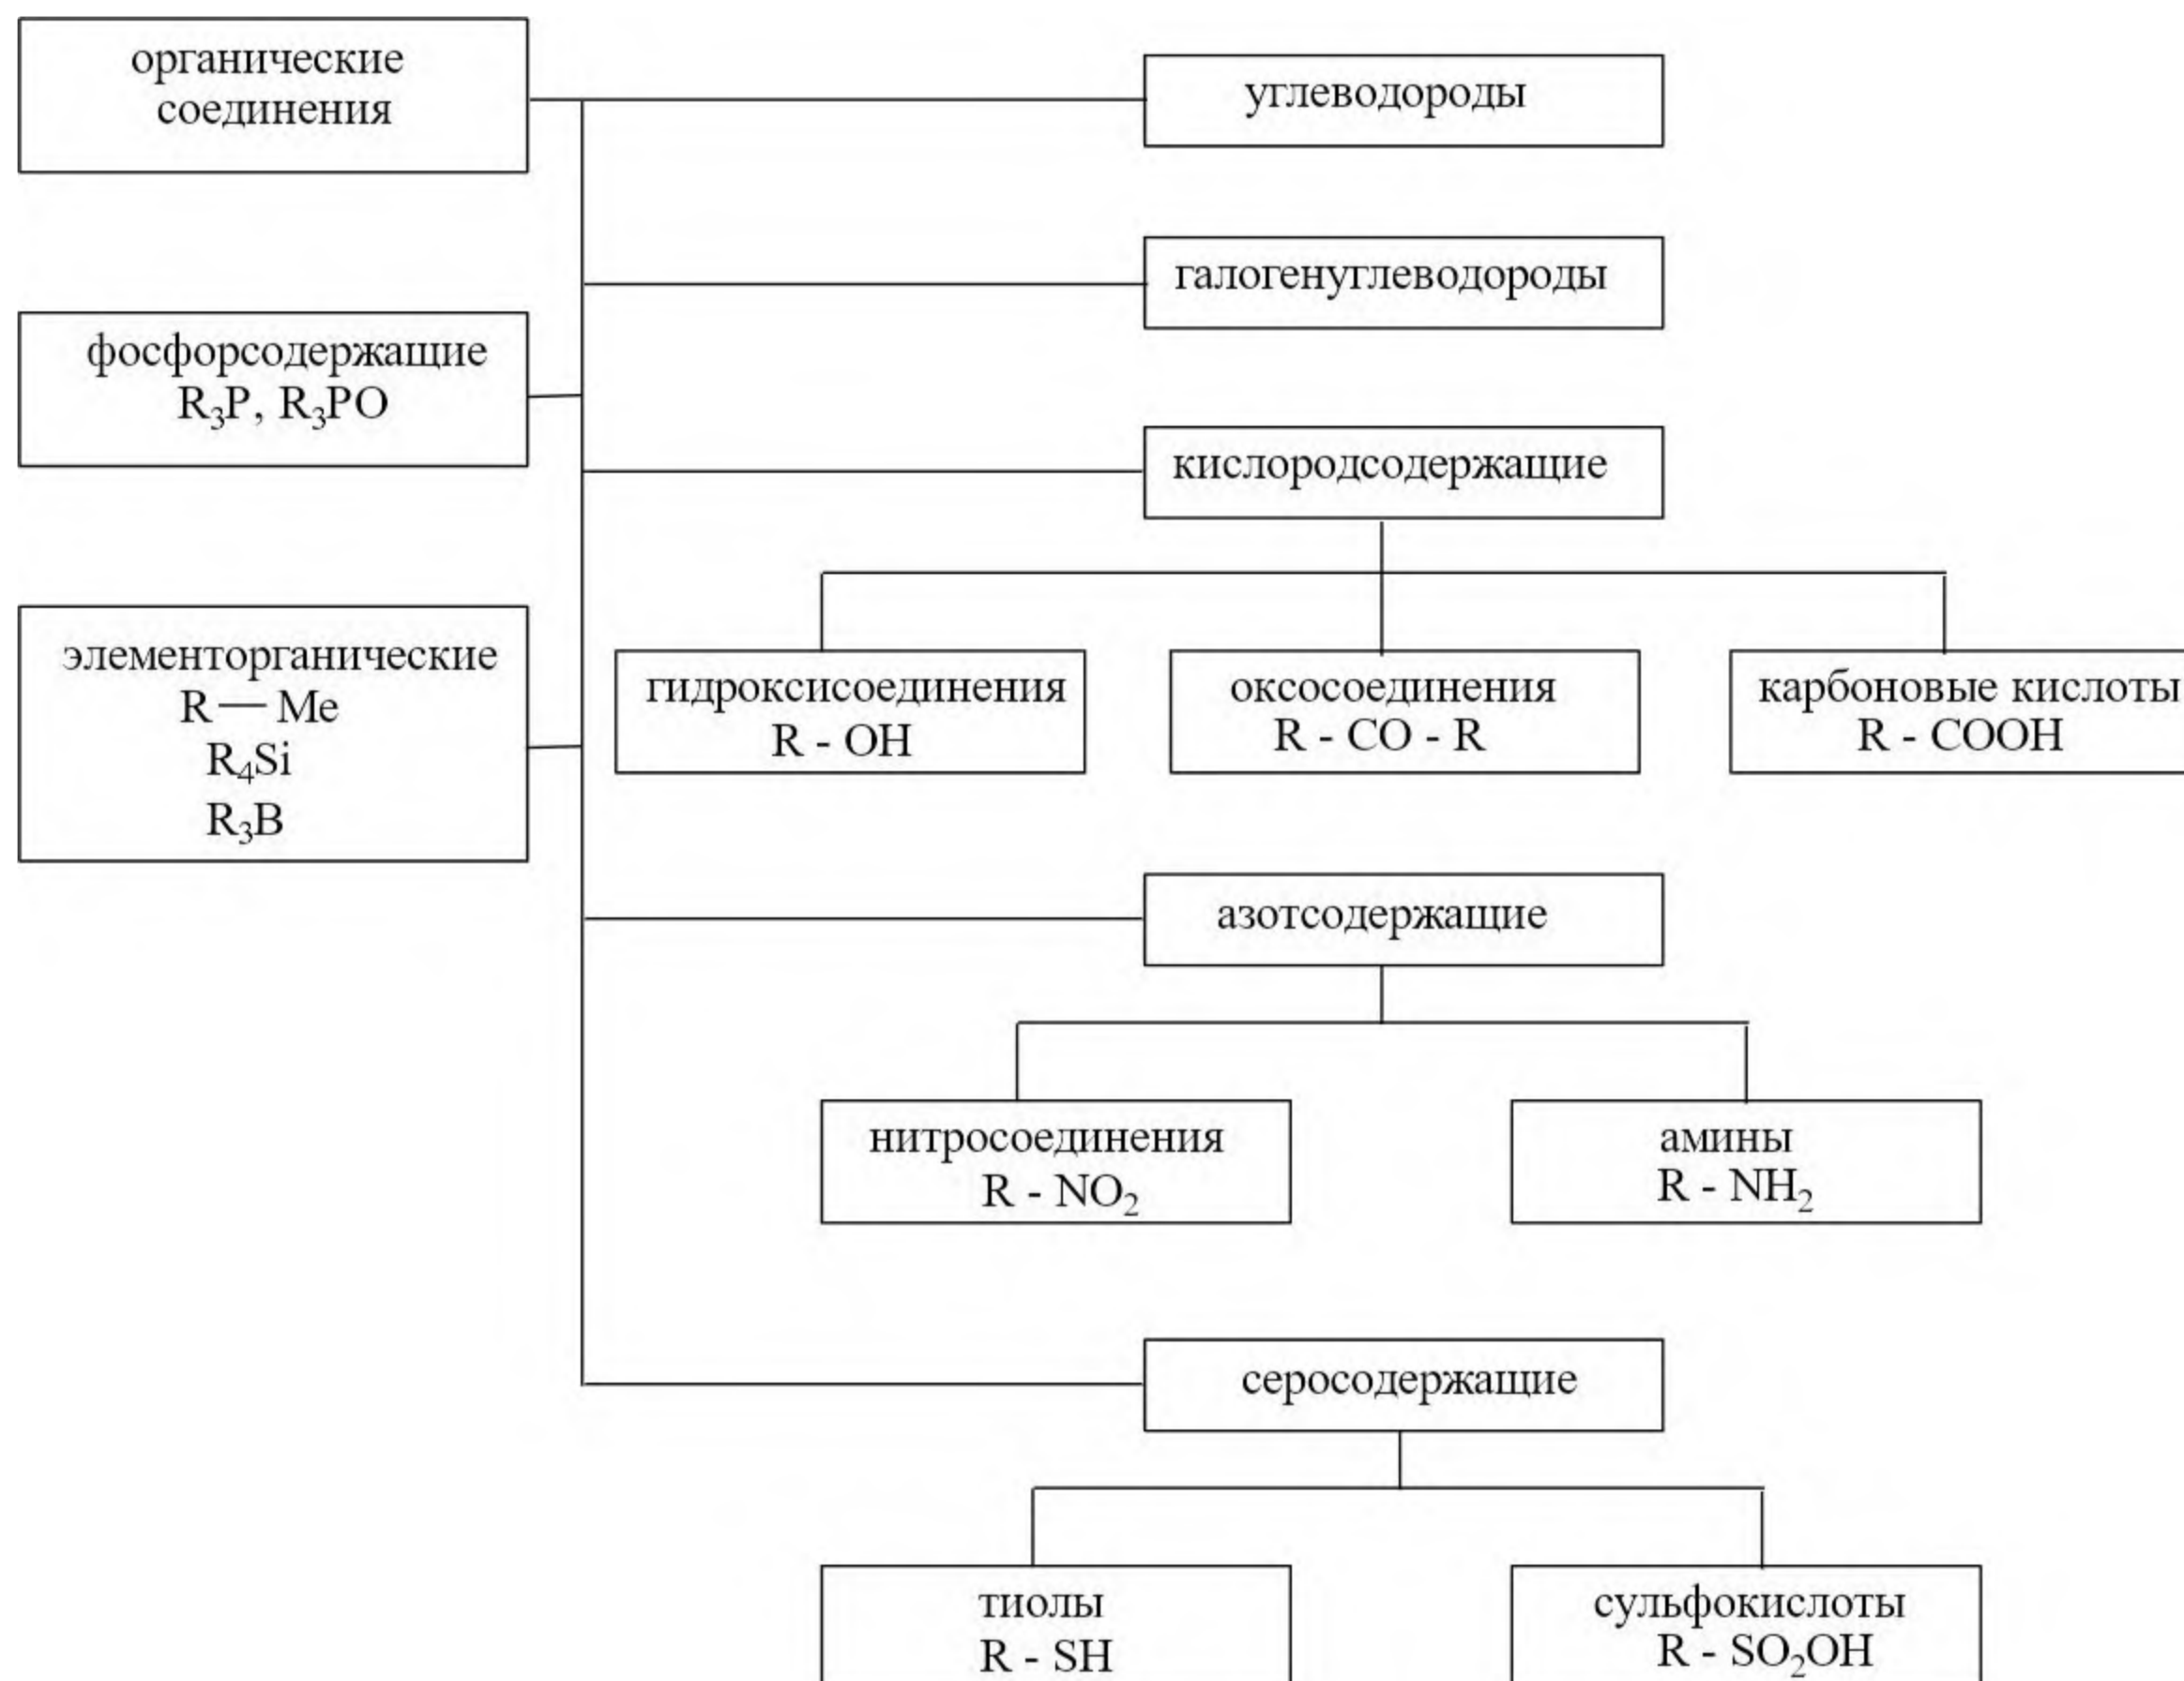 органические
соединения
углеводороды
галогенуглеводороды
фосфорсодержащие
R₃P, R₃PO
кислородсодержащие
элементорганические
R — Me
R₄Si
R₃B
гидроксисоединения
R - OH
оксосоединения
R - CO - R
карбоновые кислоты
R - COOH
азотсодержащие
нитросоединения
R - NO₂
амины
R - NH₂
серосодержащие
тиолы
R - SH
сульфокислоты
R - SO₂OH